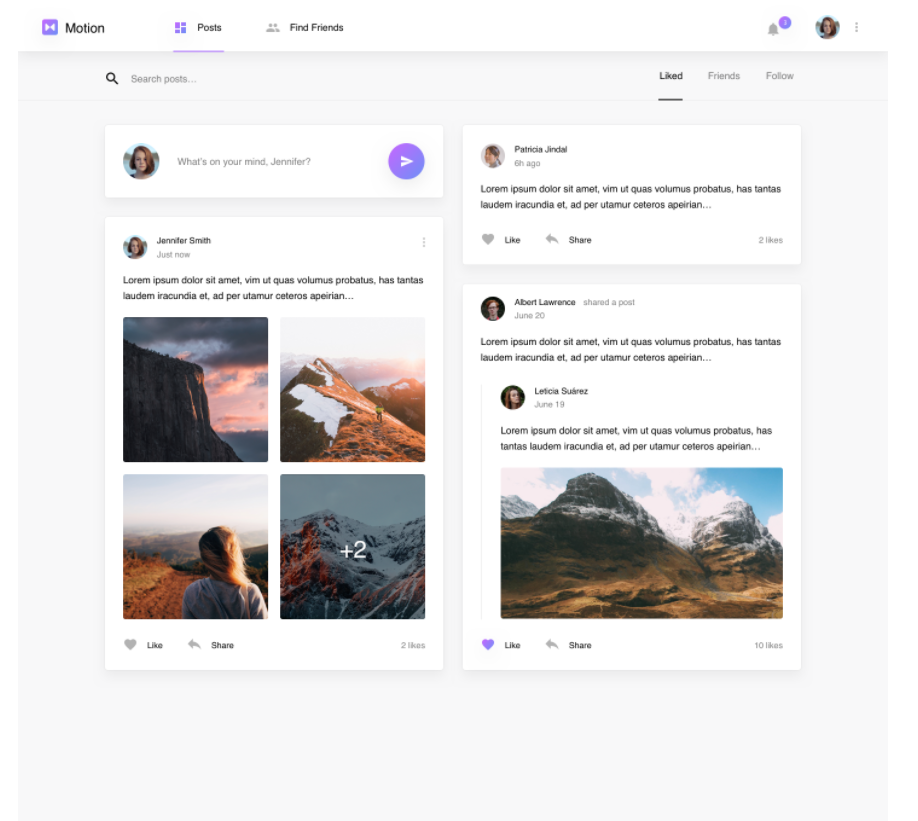 Motion
Posts
Find Friends
3
Search posts...
Liked
Friends
Follow
What's on your mind, Jennifer?
Jennifer Smith
Just now
Lorem ipsum dolor sit amet, vim ut quas volumus probatus, has tantas
laudem iracundia et, ad per utamur ceteros apeirian...
+2
Like
Share
2 likes
Patricia Jindal
6h ago
Lorem ipsum dolor sit amet, vim ut quas volumus probatus, has tantas
laudem iracundia et, ad per utamur ceteros apeirian...
Like
Share
2 likes
Albert Lawrence shared a post
June 20
Lorem ipsum dolor sit amet, vim ut quas volumus probatus, has tantas
laudem iracundia et, ad per utamur ceteros apeirian...
Leticia Suárez
June 19
Lorem ipsum dolor sit amet, vim ut quas volumus probatus, has
tantas laudem iracundia et, ad per utamur ceteros apeirian...
Like
Share
10 likes